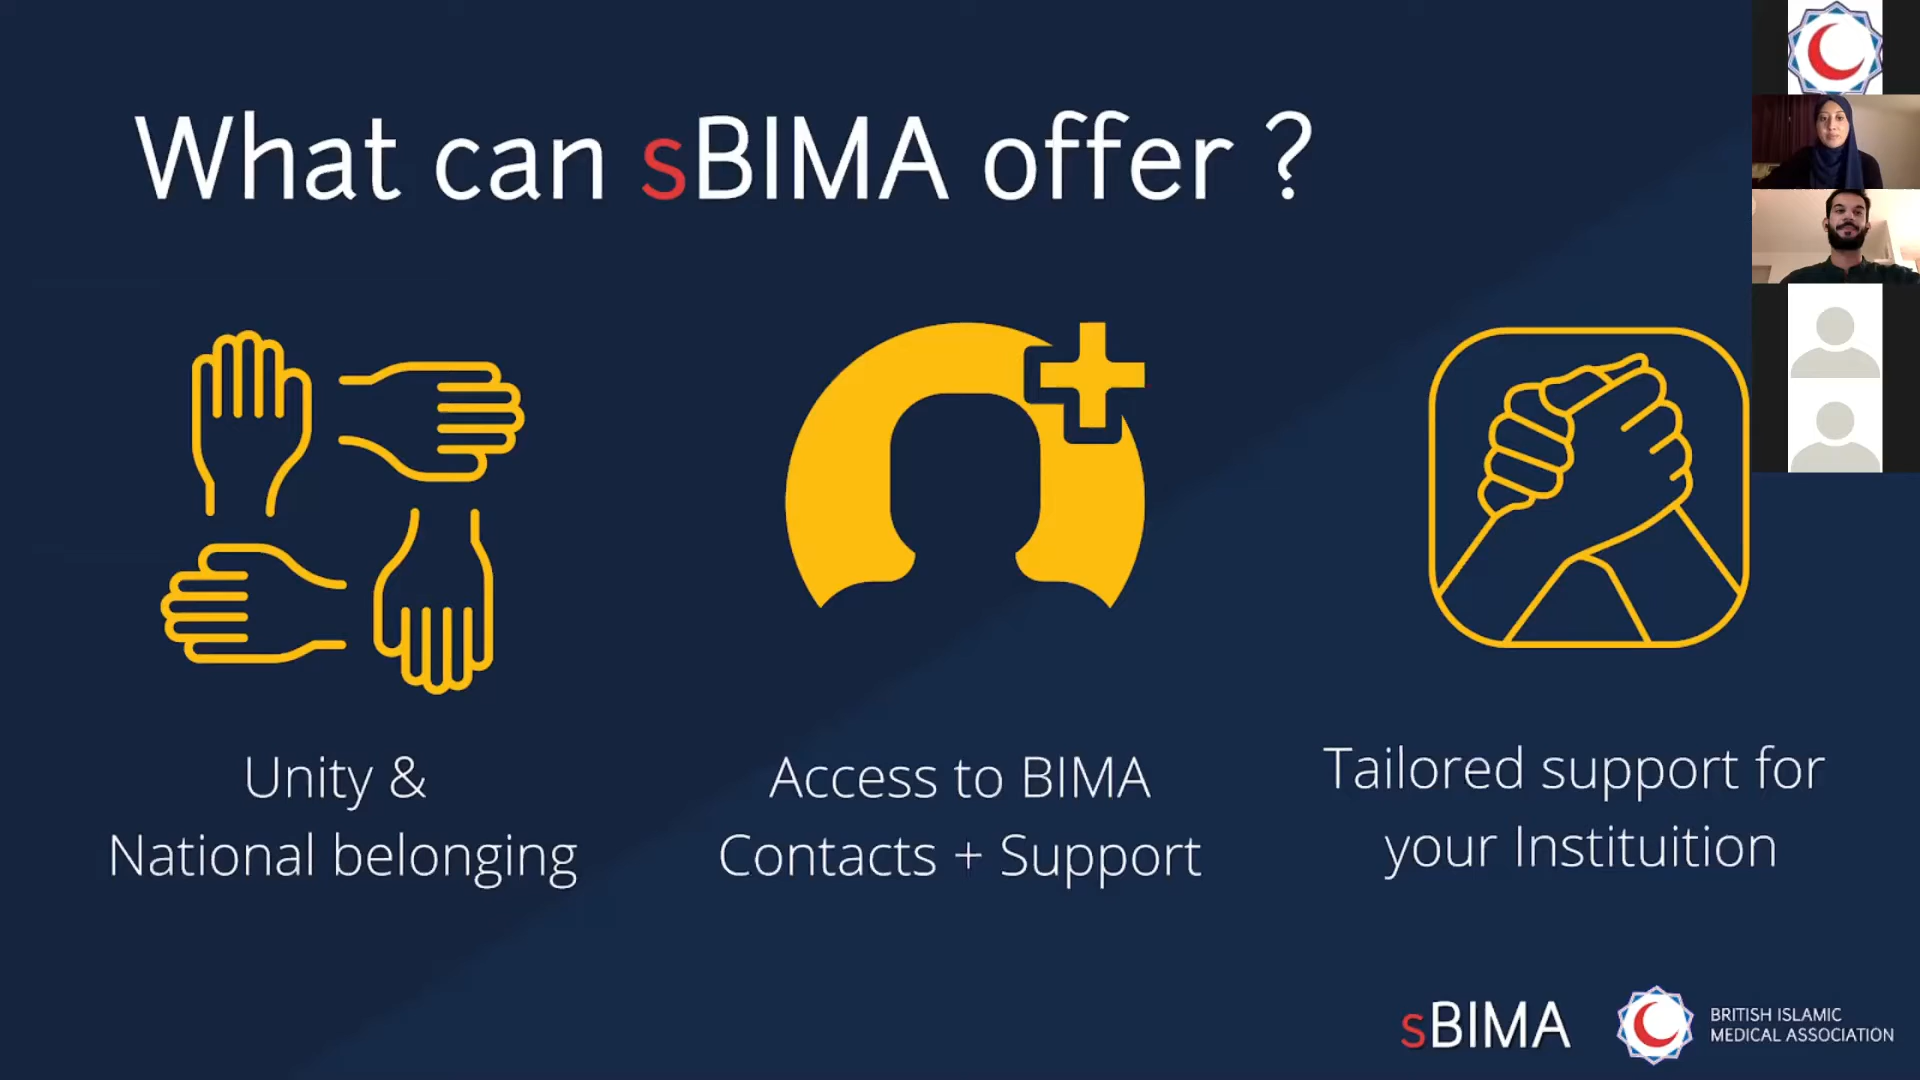 What can sBIMA offer ?
Unity &
National belonging
Access to BIMA
Contacts + Support
Tailored support for
your Instituition
sBIMA
BRITISH ISLAMIC
MEDICAL ASSOCIATION